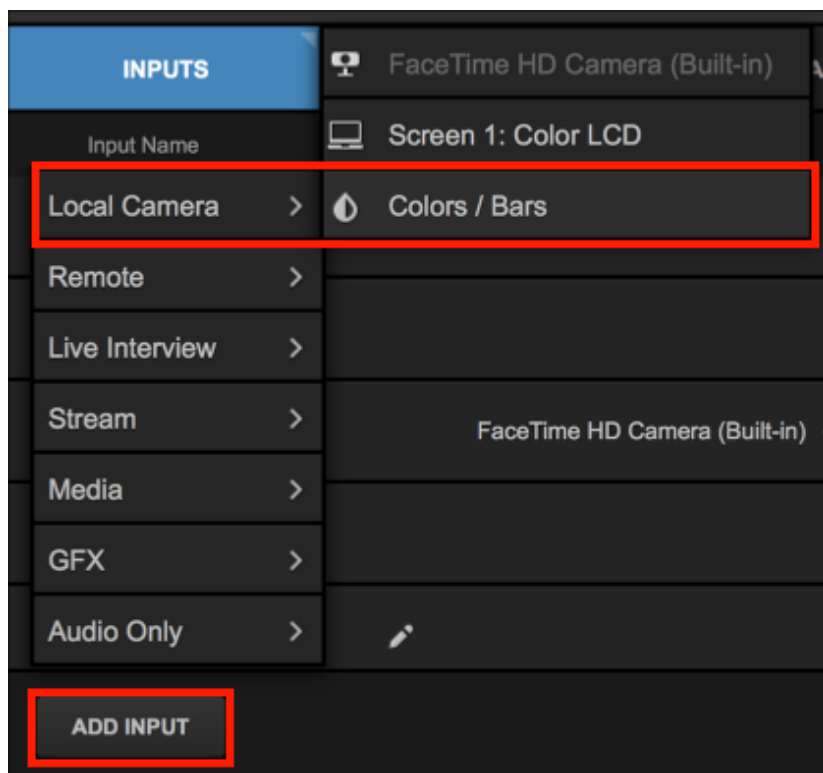 INPUTS
FaceTime HD Camera (Built-in)
Input Name
Screen 1: Color LCD
Local Camera
Colors / Bars
Remote
Live Interview
Stream
FaceTime HD Camera (Built-in)
Media
GFX
Audio Only
ADD INPUT